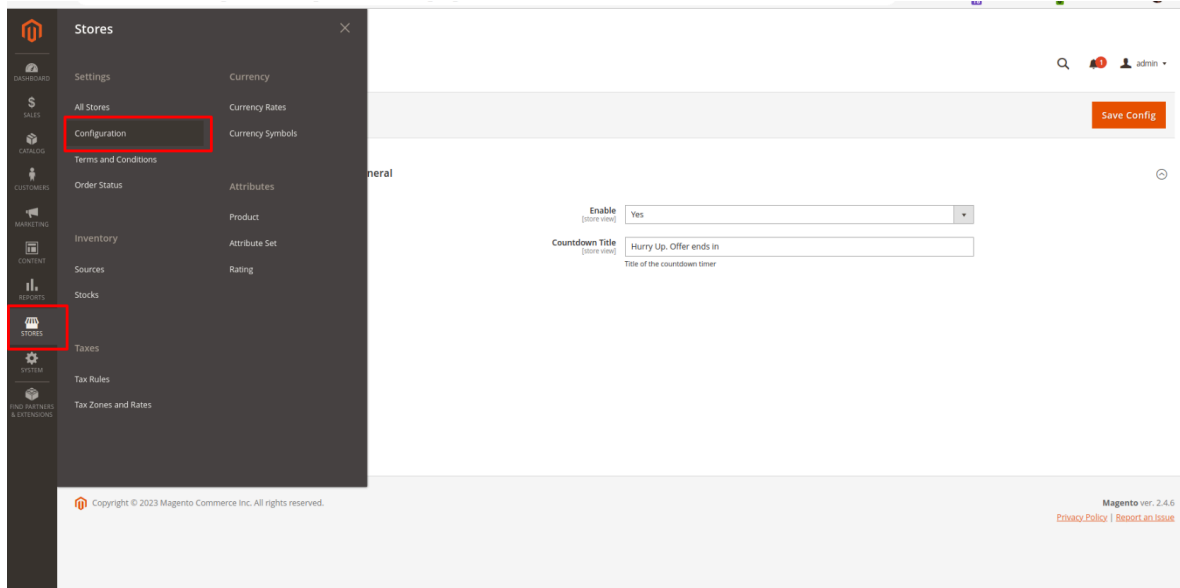 DASHBOARD
SALES
CATALOG
CUSTOMERS
MARKETING
CONTENT
REPORTS
STORES
SYSTEM
FIND PARTNERS
& EXTENSIONS
Stores
Settings
All Stores
Configuration
Terms and Conditions
Order Status
Inventory
Sources
Stocks
Taxes
Tax Rules
Tax Zones and Rates
Currency
Currency Rates
Currency Symbols
Attributes
Product
Attribute Set
Rating
1
admin
Save Config
neral
Enable
[store view]
Yes
Countdown Title
[store view]
Hurry Up. Offer ends in
Title of the countdown timer
Copyright © 2023 Magento Commerce Inc. All rights reserved.
Magento ver. 2.4.6
Privacy Policy | Report an Issue